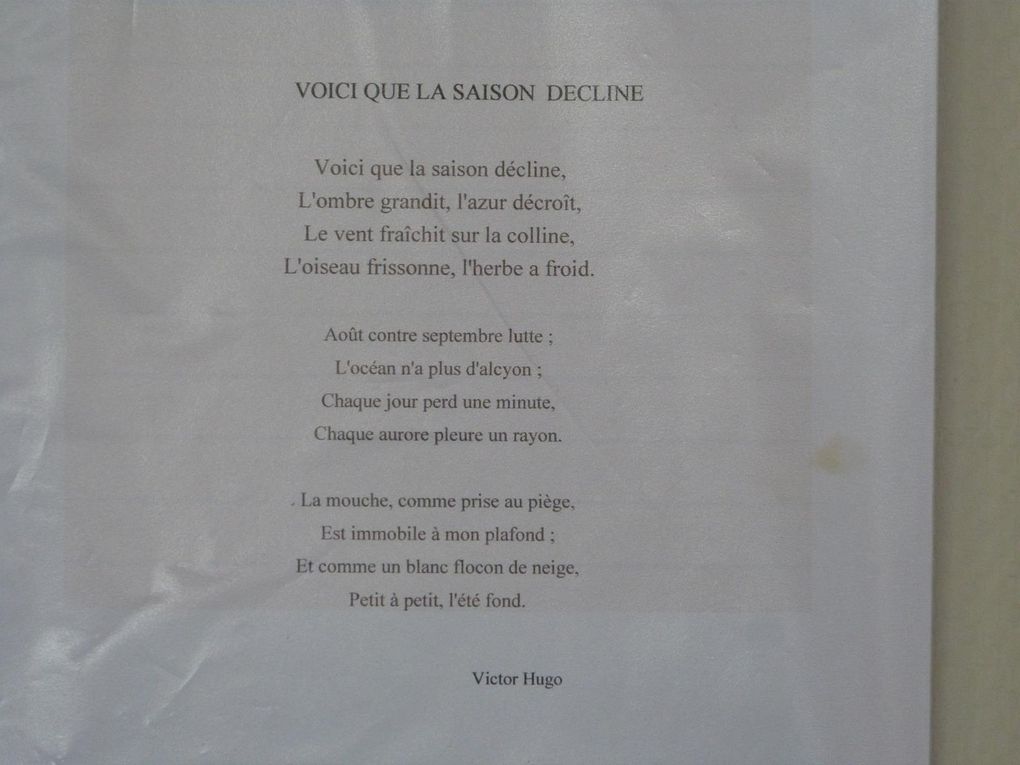 VOICI QUE LA SAISON DECLINE
Voici que la saison décline,
L'ombre grandit, l'azur décroît,
Le vent fraîchit sur la colline,
L'oiseau frissonne, l'herbe a froid.
Août contre septembre lutte ;
L'océan n'a plus d'alcyon ;
Chaque jour perd une minute,
Chaque aurore pleure un rayon.
. La mouche, comme prise au piège,
Est immobile à mon plafond ;
Et comme un blanc flocon de neige,
Petit à petit, l'été fond.
Victor Hugo